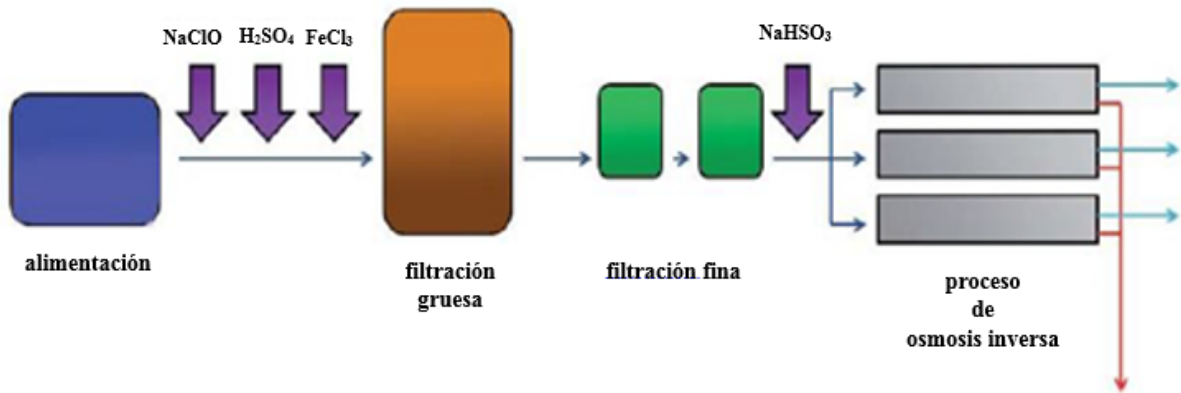 NaClO
H₂SO₄
FeCl₃
NaHSO₃
alimentación
filtración
gruesa
filtración fina
proceso
de
osmosis inversa